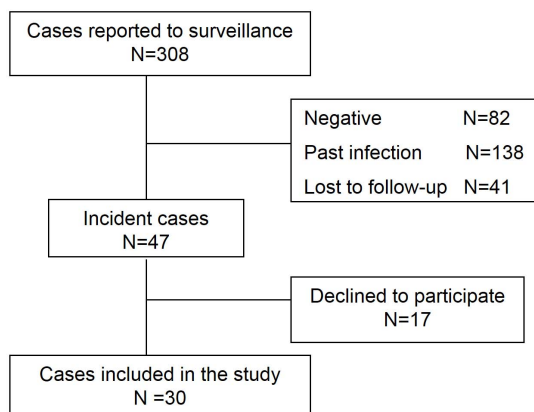 Cases reported to surveillance
N=308
Negative N=82
Past infection N=138
Lost to follow-up N=41
Incident cases
N=47
Declined to participate
N=17
Cases included in the study
N =30